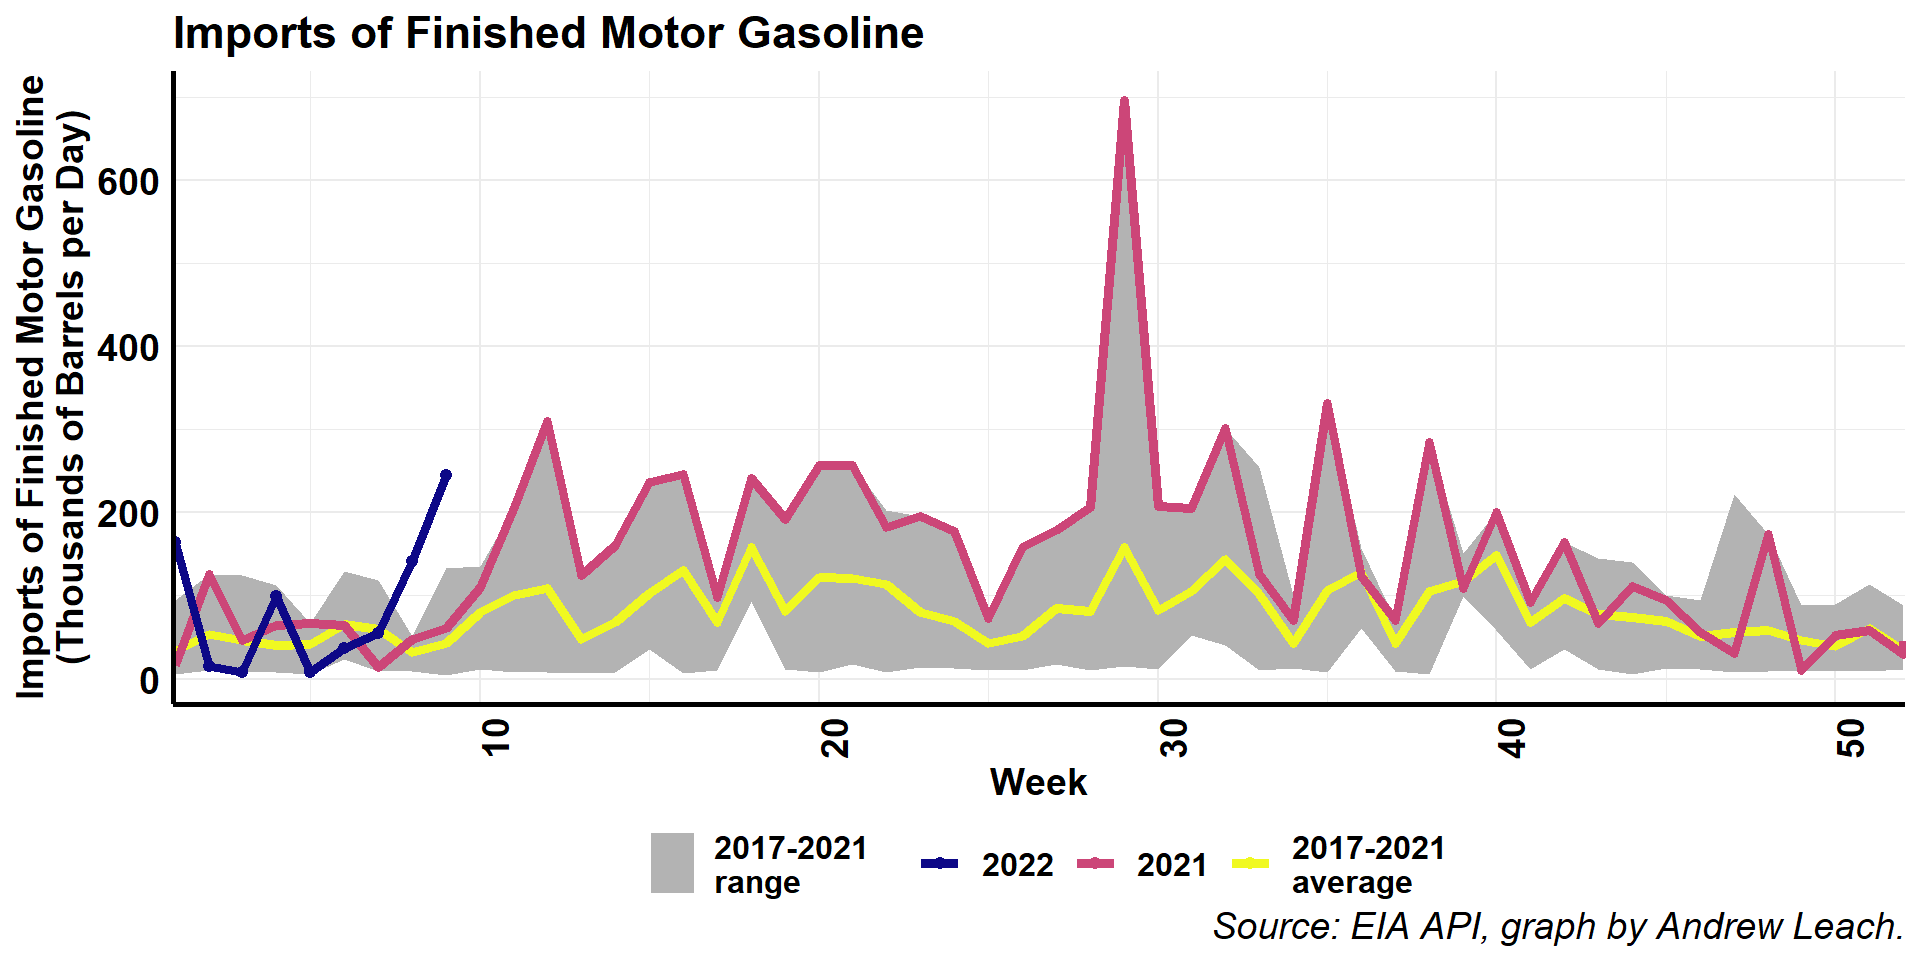 Imports of Finished Motor Gasoline
Imports of Finished Motor Gasoline
(Thousands of Barrels per Day)
600
400
200
0
10
20
30
40
50
Week
2017-2021
range
2022
2021
2017-2021
average
Source: EIA API, graph by Andrew Leach.